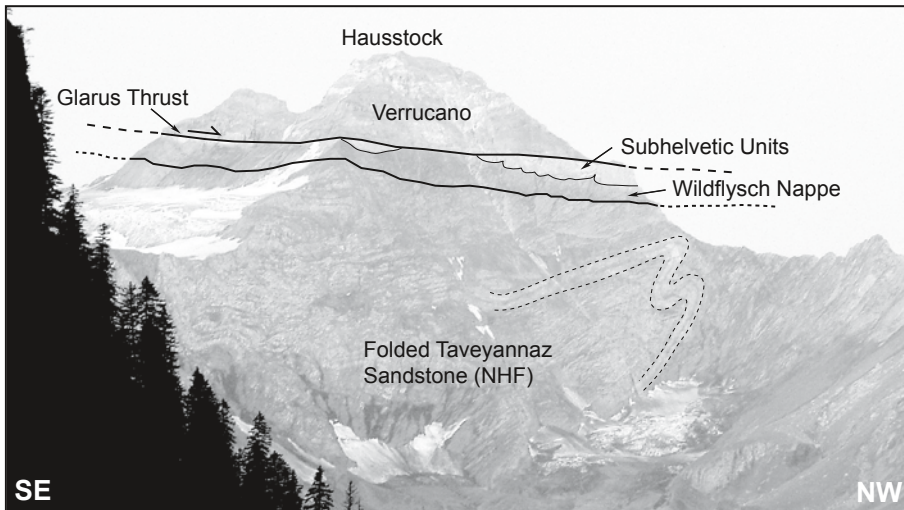 Hausstock
Glarus Thrust
Verrucano
Subhelvetic Units
Wildflysch Nappe
Folded Taveyannaz
Sandstone (NHF)
SE
NW